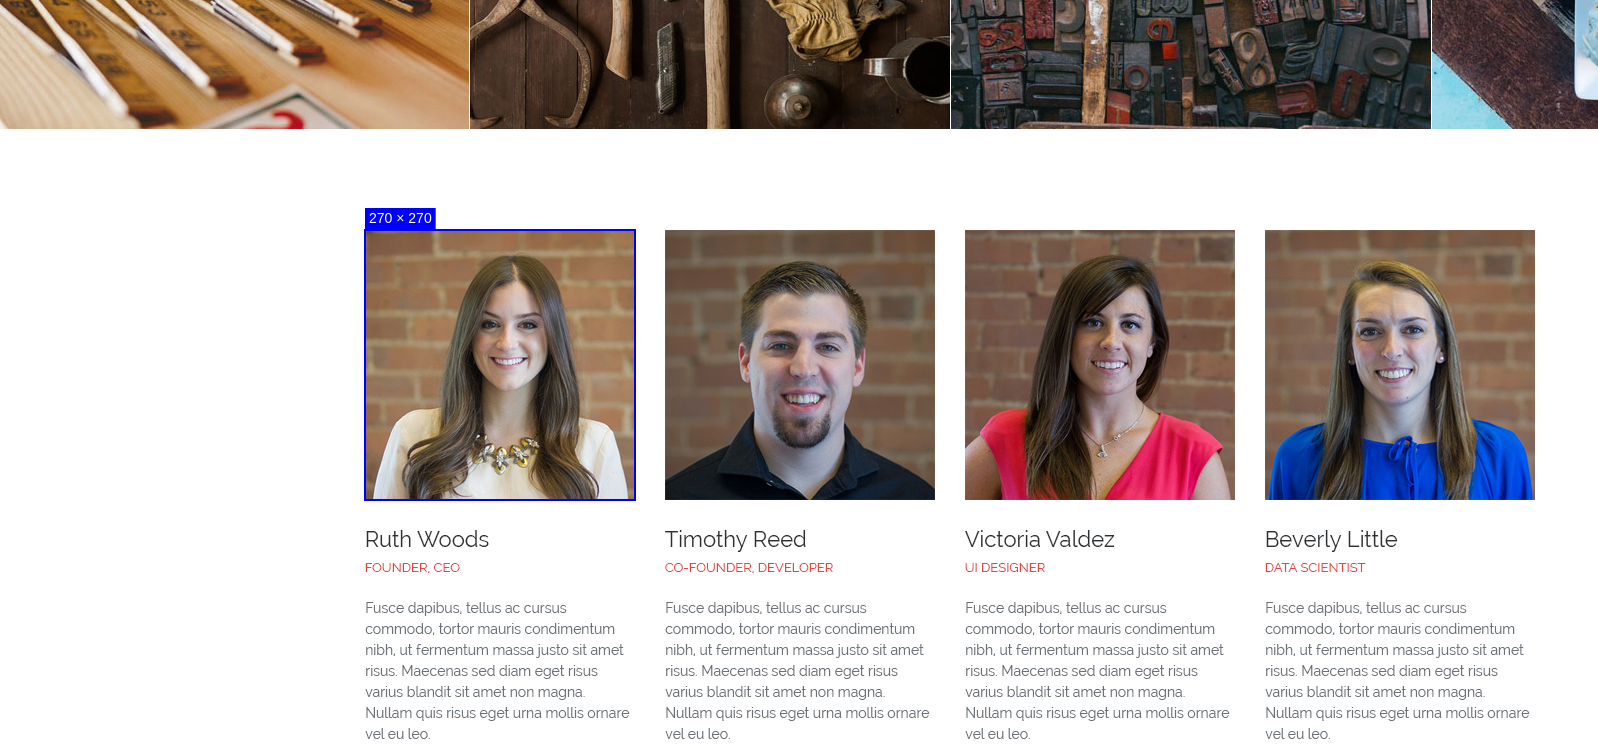 270 × 270
Ruth Woods
FOUNDER, CEO
Fusce dapibus, tellus ac cursus
commodo, tortor mauris condimentum
nibh, ut fermentum massa justo sit amet
risus. Maecenas sed diam eget risus
varius blandit sit amet non magna.
Nullam quis risus eget urna mollis ornare
vel eu leo.
Timothy Reed
CO-FOUNDER, DEVELOPER
Fusce dapibus, tellus ac cursus
commodo, tortor mauris condimentum
nibh, ut fermentum massa justo sit amet
risus. Maecenas sed diam eget risus
varius blandit sit amet non magna.
Nullam quis risus eget urna mollis ornare
vel eu leo.
Victoria Valdez
UI DESIGNER
Fusce dapibus, tellus ac cursus
commodo, tortor mauris condimentum
nibh, ut fermentum massa justo sit amet
risus. Maecenas sed diam eget risus
varius blandit sit amet non magna.
Nullam quis risus eget urna mollis ornare
vel eu leo.
Beverly Little
DATA SCIENTIST
Fusce dapibus, tellus ac cursus
commodo, tortor mauris condimentum
nibh, ut fermentum massa justo sit amet
risus. Maecenas sed diam eget risus
varius blandit sit amet non magna.
Nullam quis risus eget urna mollis ornare
vel eu leo.